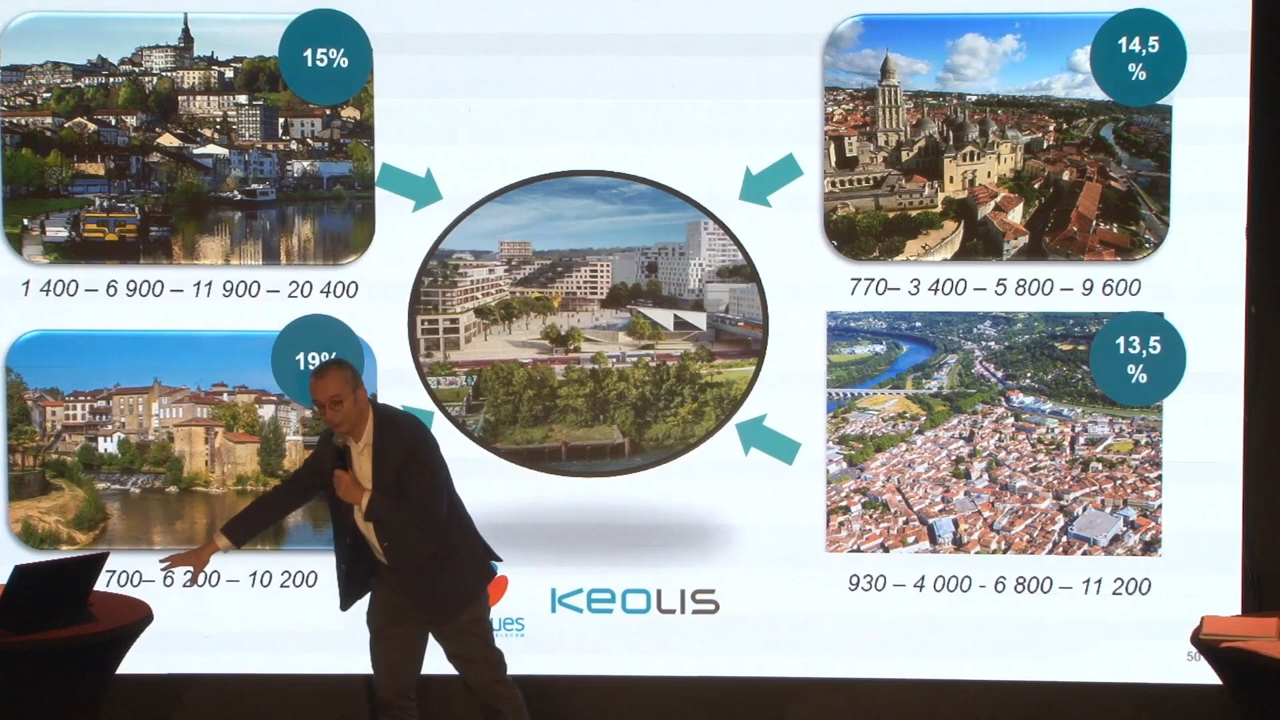 15%
14,5
%
1 400 – 6 900 – 11 900 – 20 400
770– 3 400 – 5 800 – 9 600
19%
13,5
%
700– 6 200 – 10 200
930 – 4 000 - 6 800 – 11 200
KEOLIS
ues
50